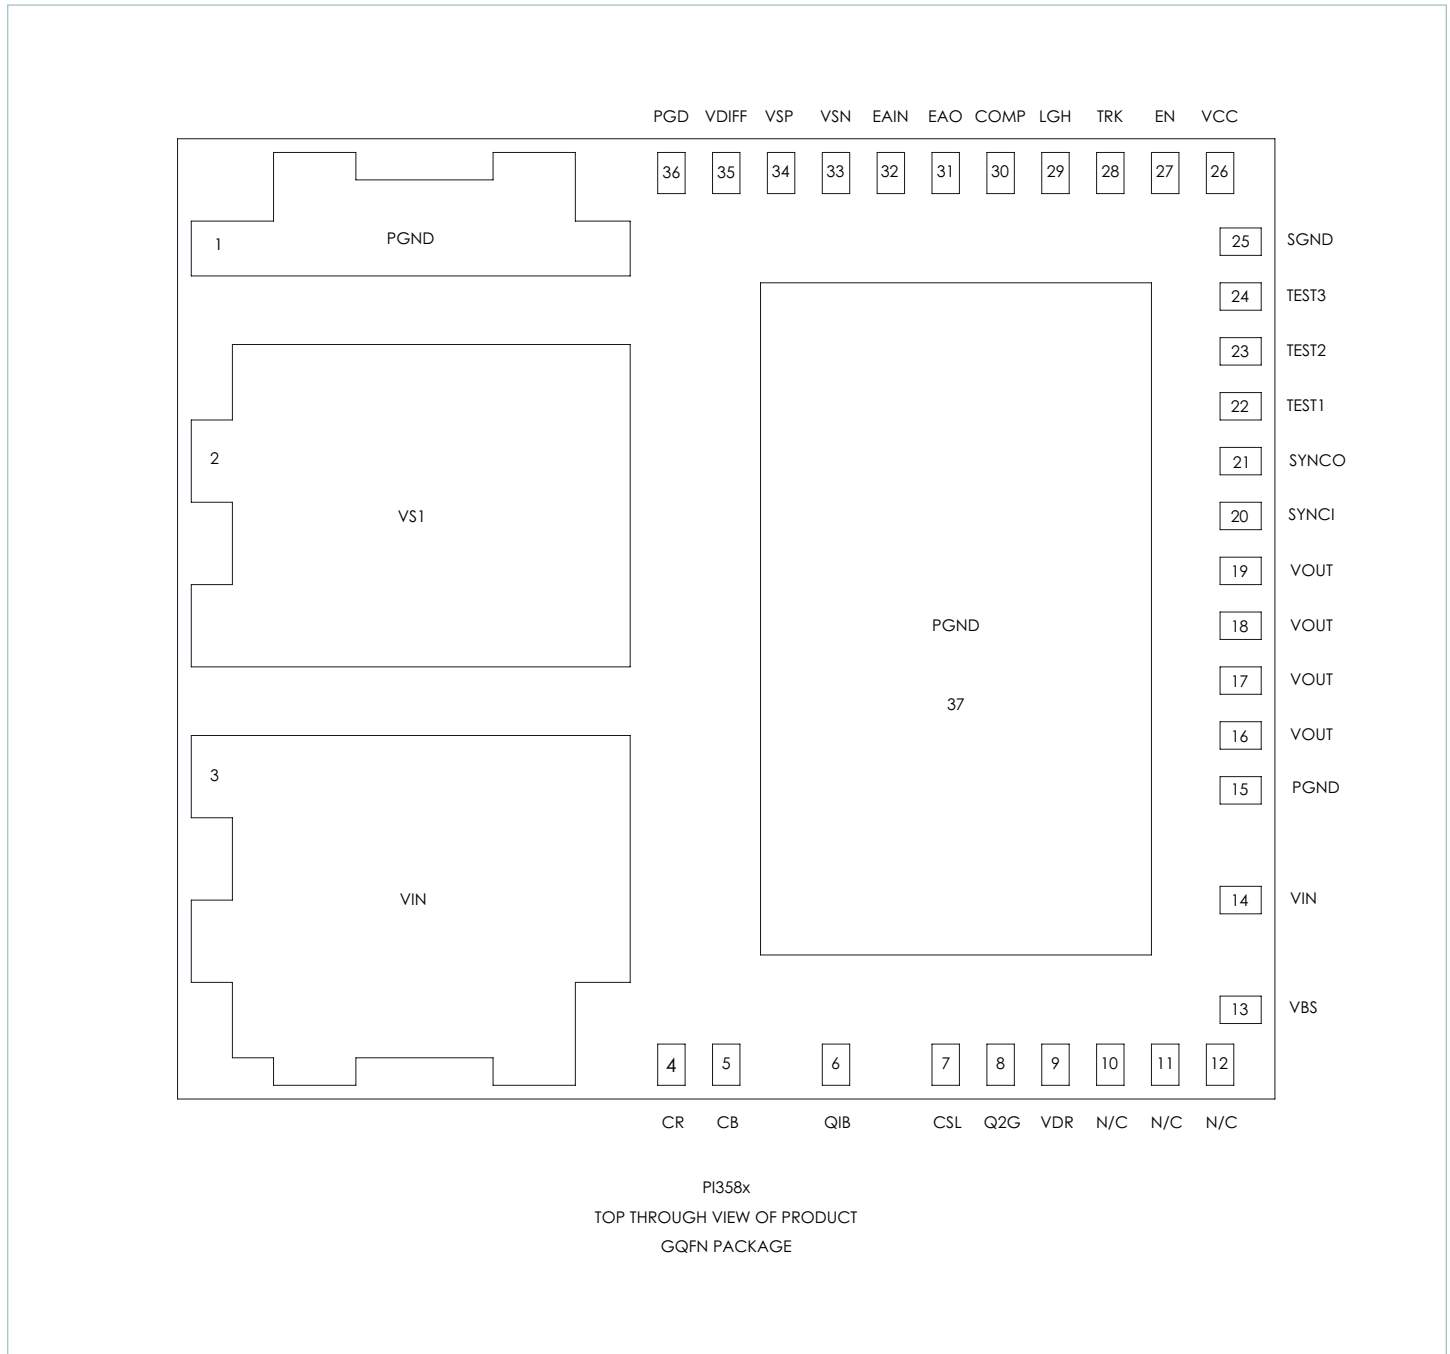 PGD VDIFF VSP VSN EAIN EAO COMP LGH TRK EN VCC
36 35 34 33 32 31 30 29 28 27 26
1 PGND
25 SGND
24 TEST3
23 TEST2
22 TEST1
2
21 SYNCO
VS1
20 SYNCI
19 VOUT
PGND
18 VOUT
17 VOUT
37
16 VOUT
3
15 PGND
VIN
14 VIN
13 VBS
4 5 6 7 8 9 10 11 12
CR CB QIB CSL Q2G VDR N/C N/C N/C
PI358x
TOP THROUGH VIEW OF PRODUCT
GQFN PACKAGE